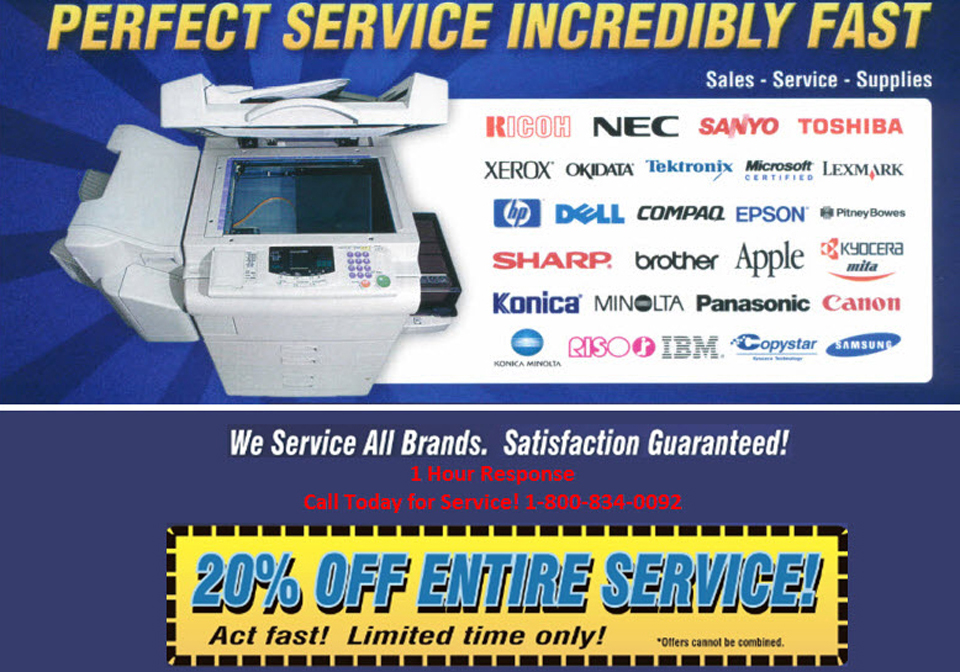 PERFECT SERVICE INCREDIBLY FAST
Sales - Service - Supplies
RICOH NEC SANYO TOSHIBA
XEROX OKIDATA Tektronix Microsoft CERTIFIED LEXMARK
hp DELL COMPAQ EPSON PitneyBowes
SHARP brother Apple KYOCERA mita
Konica MINOLTA Panasonic Canon
KONICA MINOLTA RISO IBM Copystar SAMSUNG
We Service All Brands. Satisfaction Guaranteed!
1 Hour Response
Call Today for Service! 1-800-834-0092
20% OFF ENTIRE SERVICE!
Act fast! Limited time only! *Offers cannot be combined.